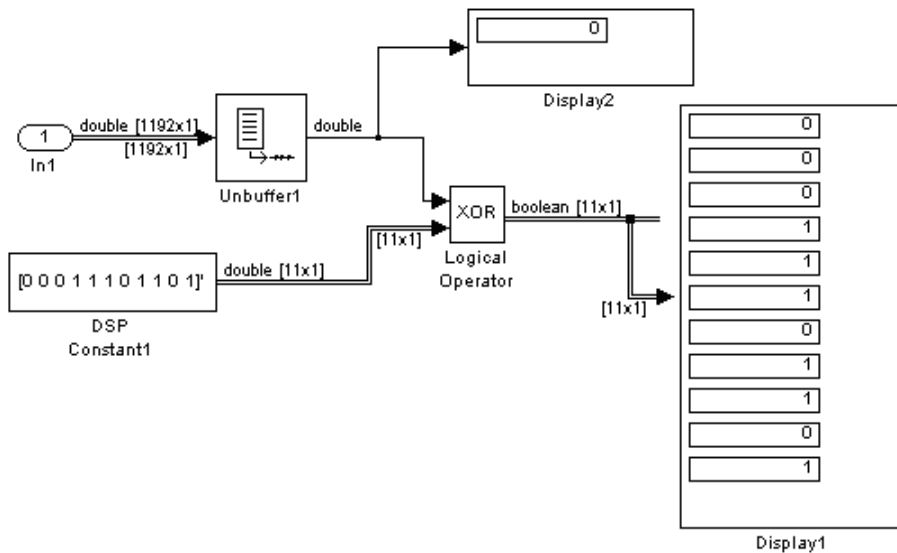 0
Display2
double [1192x1]
double
1
[1192x1]
In1
Unbuffer1
XOR
boolean [11x1]
[11x1]
Logical
Operator
[0 0 0 1 1 1 0 1 1 0 1]'
double [11x1]
DSP
Constant1
[11x1]
0
0
0
1
1
1
0
1
1
0
1
Display1